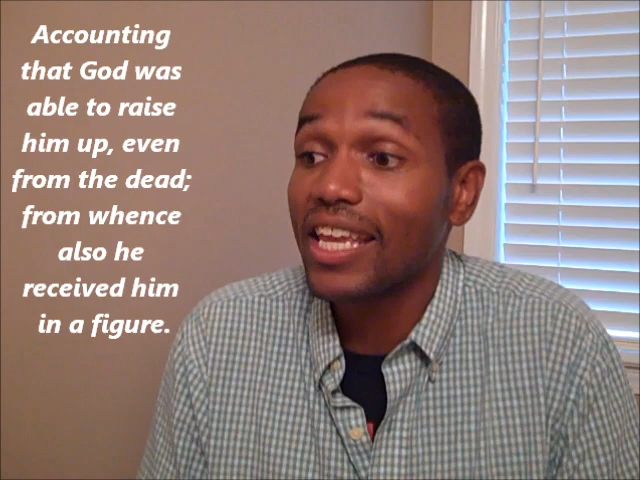 Accounting
that God was
able to raise
him up, even
from the dead;
from whence
also he
received him
in a figure.